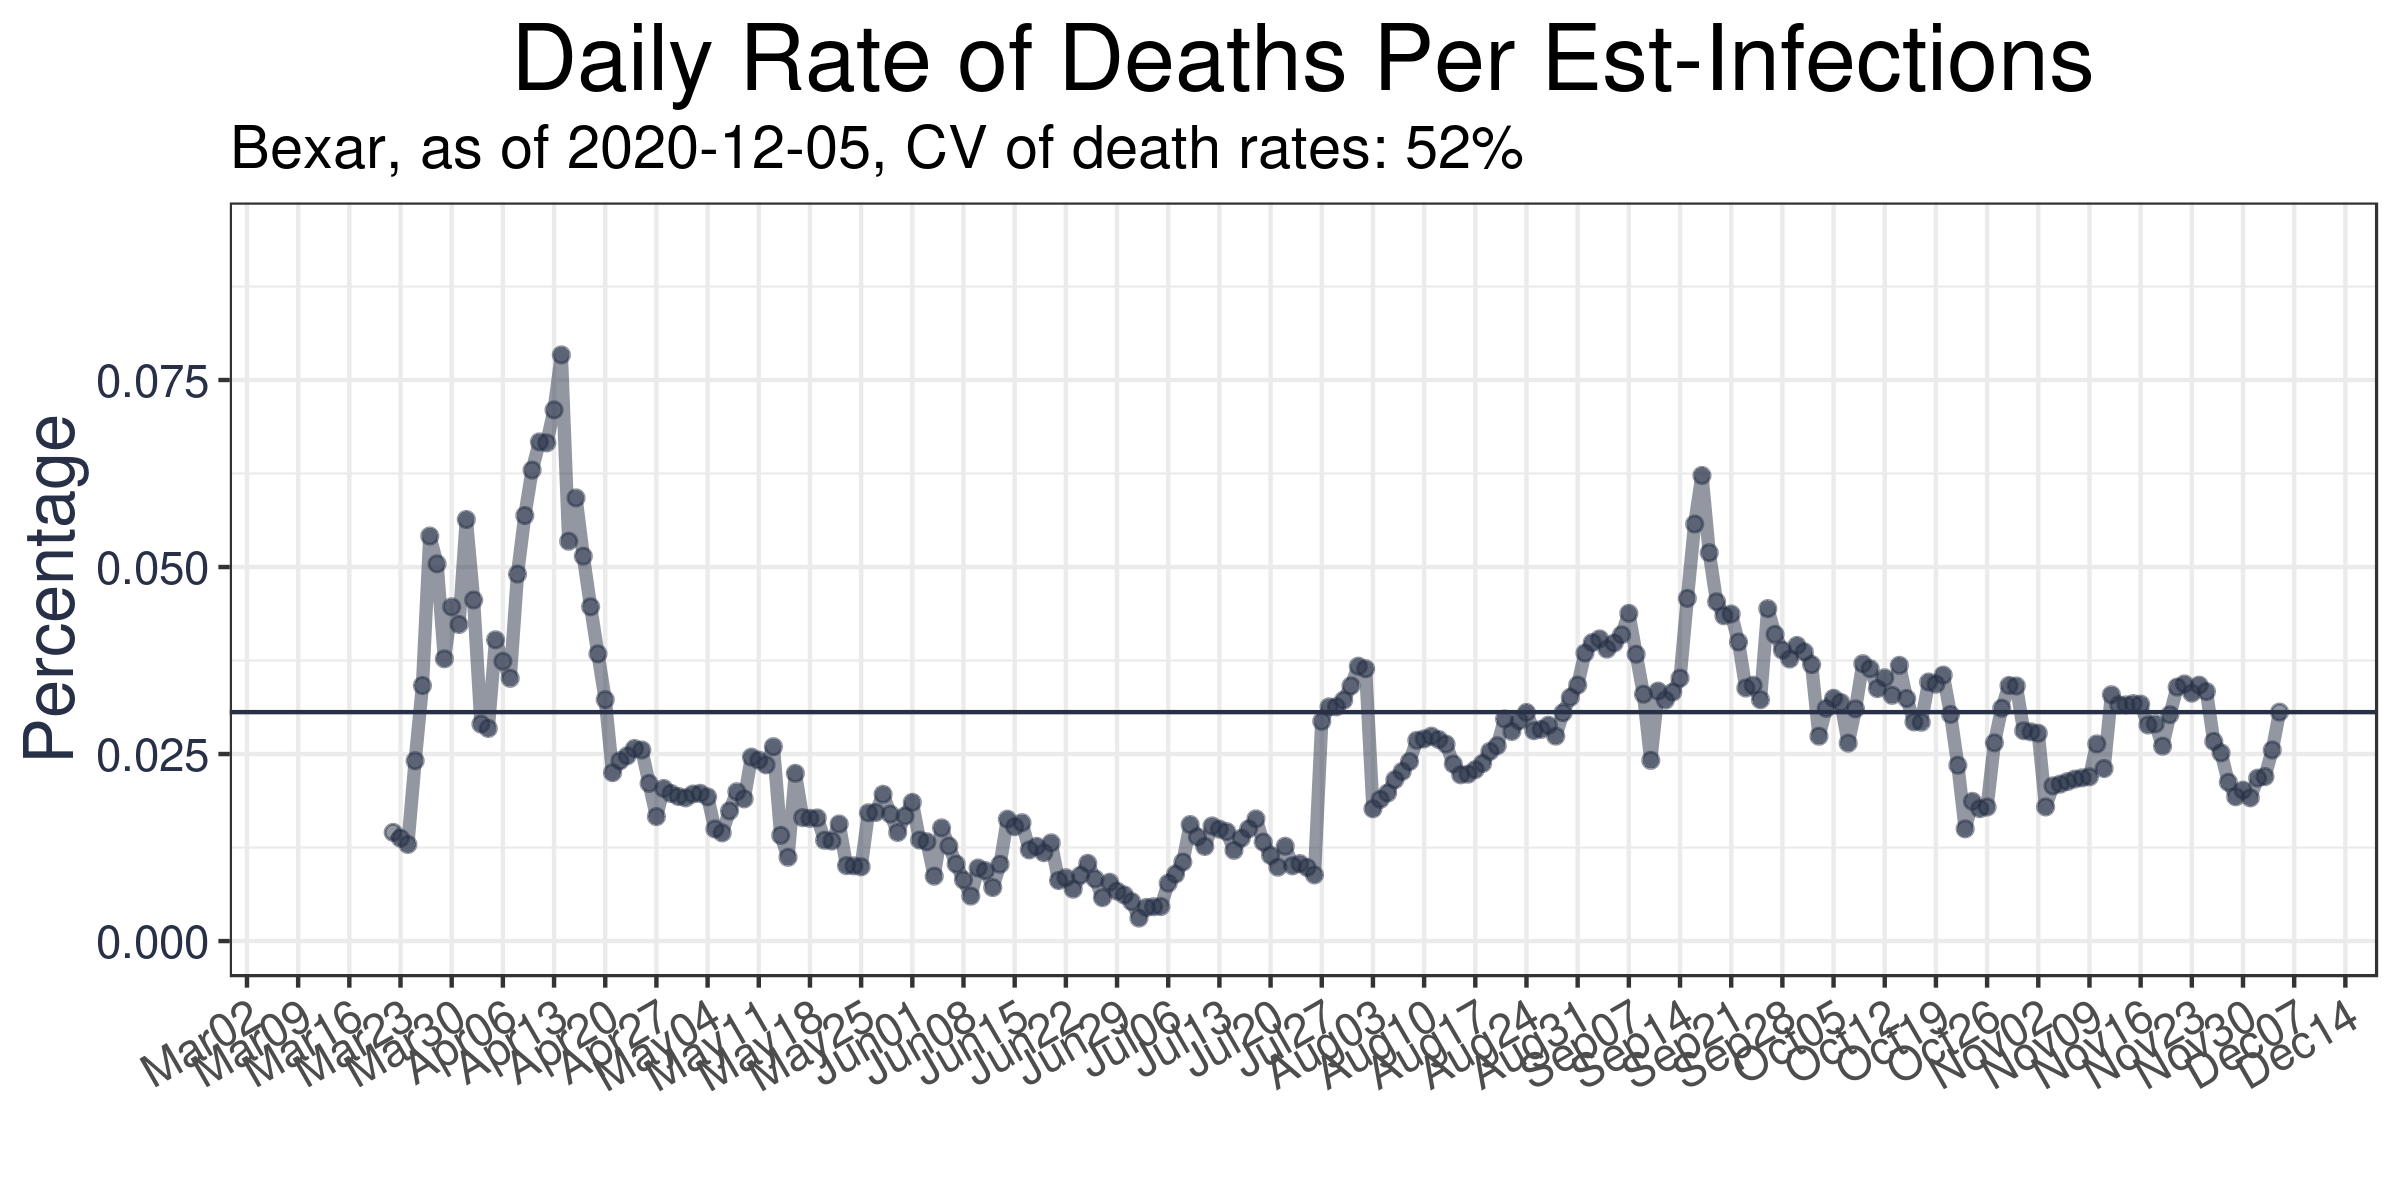 Daily Rate of Deaths Per Est-Infections
Bexar, as of 2020-12-05, CV of death rates: 52%
Percentage
0.075
0.050
0.025
0.000
Mar02
Mar09
Mar16
Mar23
Mar30
Apr06
Apr13
Apr20
Apr27
May04
May11
May18
May25
Jun01
Jun08
Jun15
Jun22
Jun29
Jul06
Jul13
Jul20
Jul27
Aug03
Aug10
Aug17
Aug24
Aug31
Sep07
Sep14
Sep21
Sep28
Oct05
Oct12
Oct19
Oct26
Nov02
Nov09
Nov16
Nov23
Nov30
Dec07
Dec14